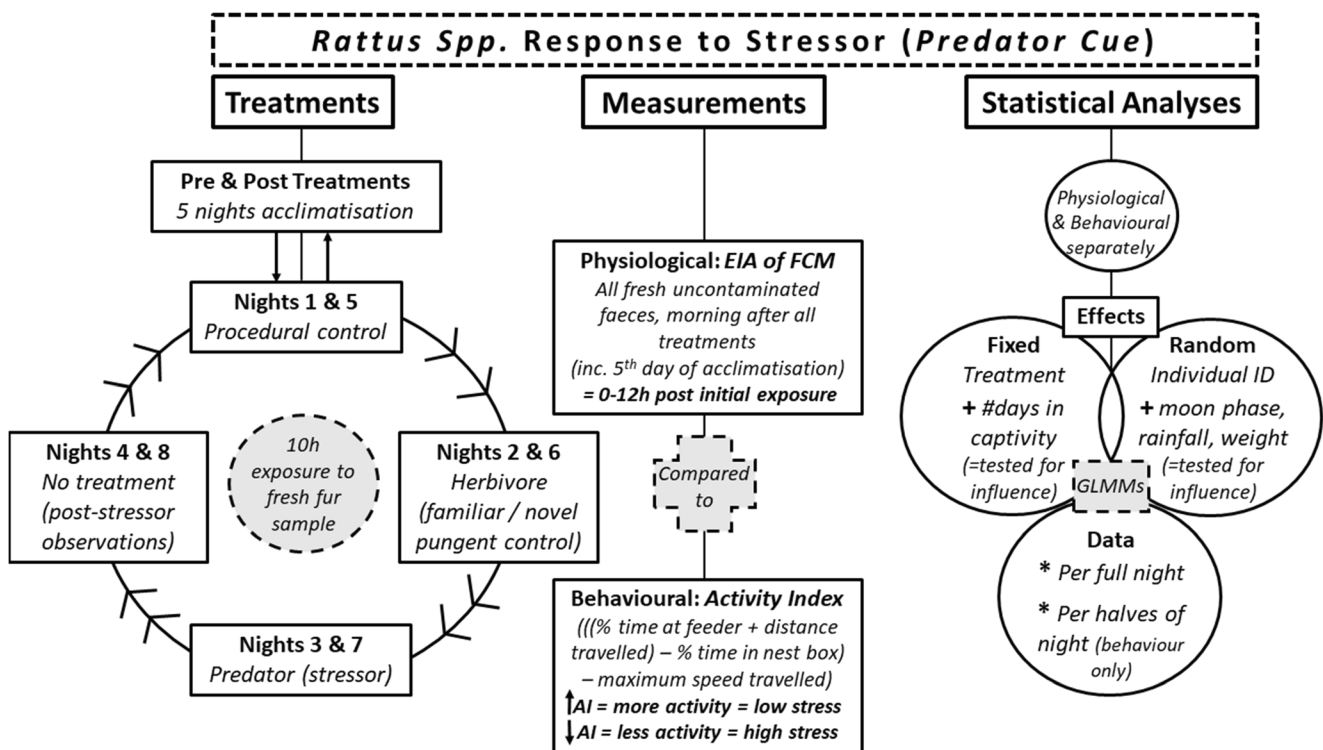 Rattus Spp. Response to Stressor (Predator Cue)
Treatments
Pre & Post Treatments
5 nights acclimatisation
Nights 1 & 5
Procedural control
Nights 2 & 6
Herbivore
(familiar / novel
pungent control)
Nights 3 & 7
Predator (stressor)
Nights 4 & 8
No treatment
(post-stressor
observations)
10h
exposure to
fresh fur
sample
Measurements
Physiological: EIA of FCM
All fresh uncontaminated
faeces, morning after all
treatments
(inc. 5th day of acclimatisation)
= 0-12h post initial exposure
Compared
to
Behavioural: Activity Index
(((% time at feeder + distance
travelled) – % time in nest box)
– maximum speed travelled)
AI = more activity = low stress
AI = less activity = high stress
Statistical Analyses
Physiological
& Behavioural
separately
Effects
Fixed
Treatment
+ #days in
captivity
(=tested for
influence)
Random
Individual ID
+ moon phase,
rainfall, weight
(=tested for
influence)
GLMMs
Data
* Per full night
* Per halves of
night (behaviour
only)